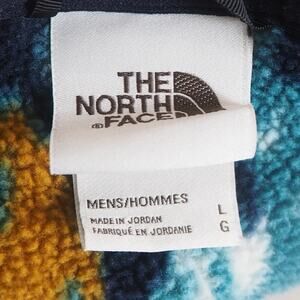 THE
NORTH
®FACE
MENS/HOMMES L
MADE IN JORDAN
FABRIQUÉ EN JORDANIE G